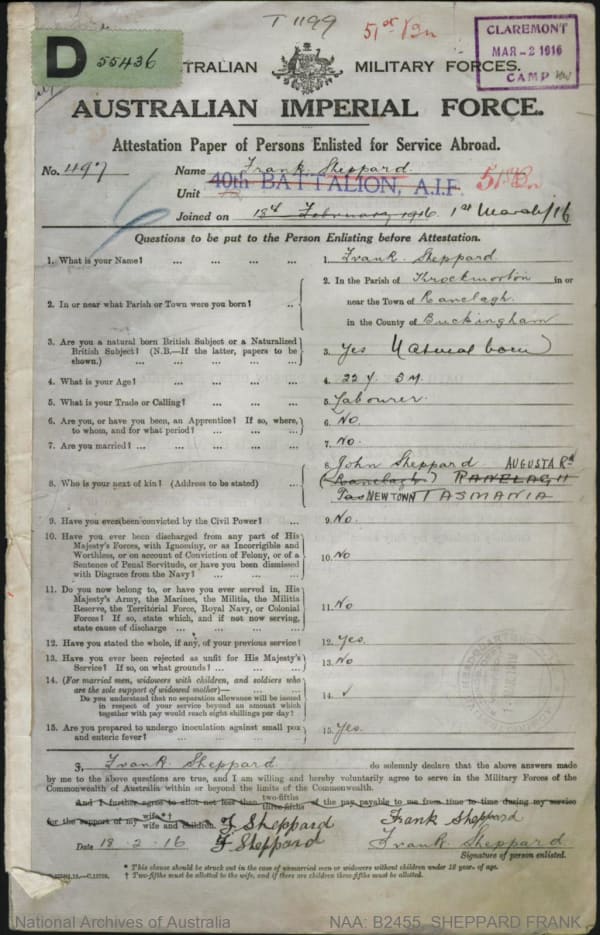 T 1199
51st Bn
CLAREMONT
MAR-2 1916
CAMP
D 55436
AUSTRALIAN MILITARY FORCES.
AUSTRALIAN IMPERIAL FORCE.
Attestation Paper of Persons Enlisted for Service Abroad.
No. 497 Name Frank Sheppard
Unit 40th BATTALION, A.I.F. 51st Bn
Joined on 18th February 1916 1st March/16
Questions to be put to the Person Enlisting before Attestation.
1. What is your Name? ... ... ... ... 1. Frank Sheppard
2. In or near what Parish or Town were you born? .. 2. In the Parish of Krockmorton in or
near the Town of Ranelagh
in the County of Buckingham
3. Are you a natural born British Subject or a Naturalized British Subject? (N.B.—If the latter, papers to be shown.) 3. Yes Natural born
4. What is your Age? ... ... ... ... 4. 22 y. 3 M.
5. What is your Trade or Calling? ... ... ... 5. Labourer
6. Are you, or have you been, an Apprentice? If so, where, to whom, and for what period? ... ... ... 6. No.
7. Are you married? ... ... ... ... 7. No.
8. Who is your next of kin? (Address to be stated) ... 8. John Sheppard AUGUSTA Rd
(Ranelagh) RANELAGH
Tas NEW TOWN TASMANIA
9. Have you ever been convicted by the Civil Power? ... 9. No.
10. Have you ever been discharged from any part of His Majesty's Forces, with Ignominy, or as Incorrigible and Worthless, or on account of Conviction of Felony, or of a Sentence of Penal Servitude, or have you been dismissed with Disgrace from the Navy? ... ... ... 10. No
11. Do you now belong to, or have you ever served in, His Majesty's Army, the Marines, the Militia, the Militia Reserve, the Territorial Force, Royal Navy, or Colonial Forces? If so, state which, and if not now serving, state cause of discharge ... ... ... 11. No
12. Have you stated the whole, if any, of your previous service? 12. Yes.
13. Have you ever been rejected as unfit for His Majesty's Service? If so, on what grounds? ... ... 13. No
14. (For married men, widowers with children, and soldiers who are the sole support of widowed mother)—
Do you understand that no separation allowance will be issued in respect of your service beyond an amount which together with pay would reach eight shillings per day? 14. ✓
15. Are you prepared to undergo inoculation against small pox and enteric fever? ... ... ... ... 15. Yes.
I, Frank Sheppard do solemnly declare that the above answers made
by me to the above questions are true, and I am willing and hereby voluntarily agree to serve in the Military Forces of the
Commonwealth of Australia within or beyond the limits of the Commonwealth.
And I further agree to allot not less than two-fifths three-fifths of the pay payable to me from time to time during my service
for the support of my wife*† wife and children. F Sheppard Frank Sheppard
Date 18.2.16 F Sheppard Frank Sheppard.
Signature of person enlisted.
* This clause should be struck out in the case of unmarried men or widowers without children under 18 years of age.
† Two-fifths must be allotted to the wife, and if there are children three-fifths must be allotted.
National Archives of Australia NAA: B2455, SHEPPARD FRANK